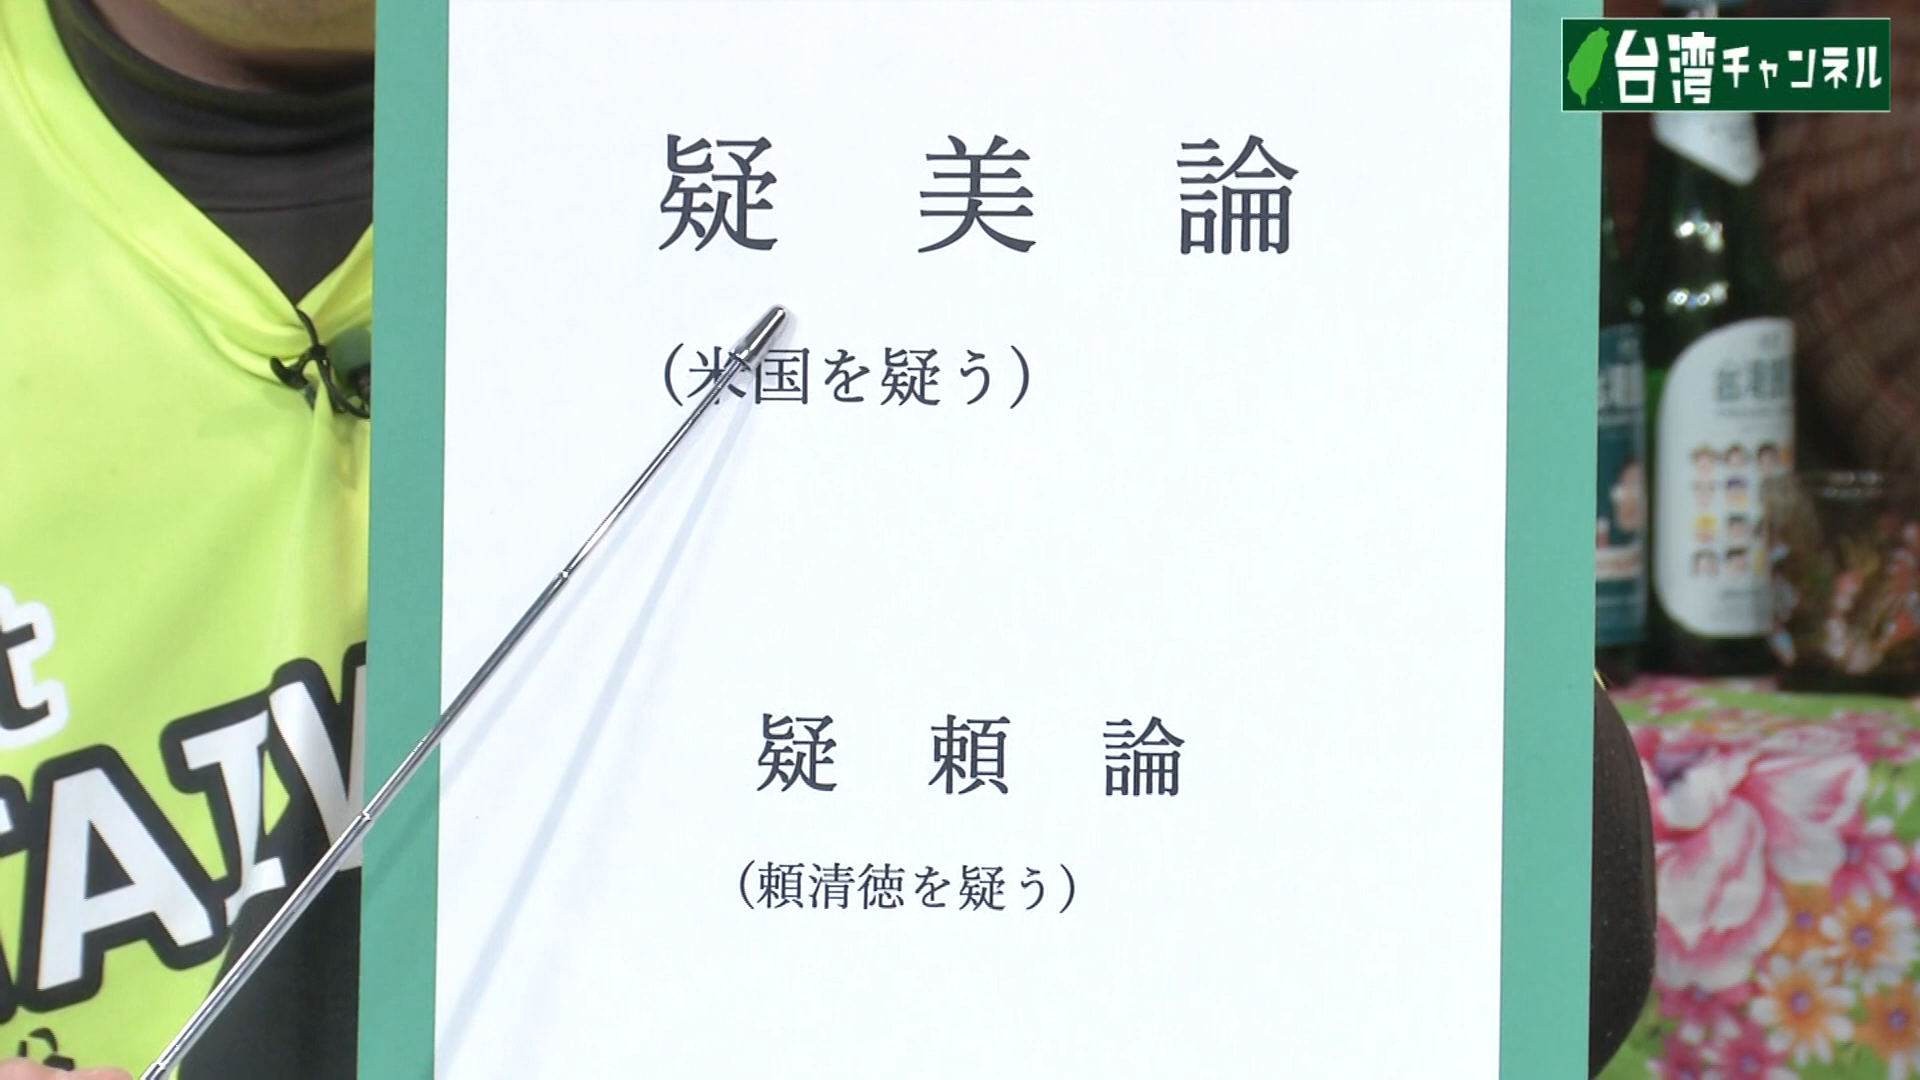 台湾チャンネル
疑 美 論
（米国を疑う）
疑 頼 論
（頼清徳を疑う）
t
TAIW